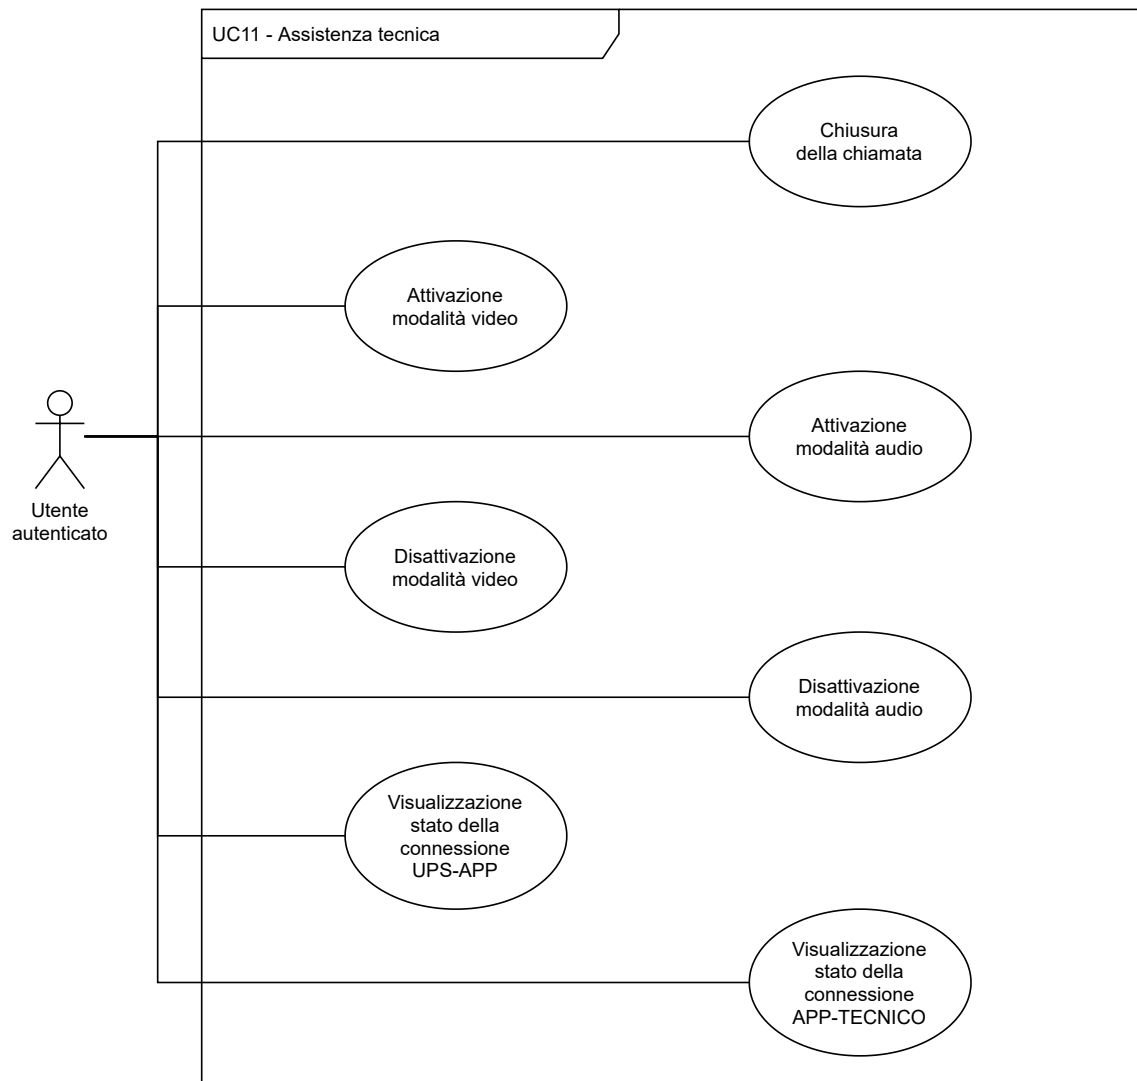 UC11 - Assistenza tecnica
Chiusura
della chiamata
Attivazione
modalità video
Attivazione
modalità audio
Utente
autenticato
Disattivazione
modalità video
Disattivazione
modalità audio
Visualizzazione
stato della
connessione
UPS-APP
Visualizzazione
stato della
connessione
APP-TECNICO